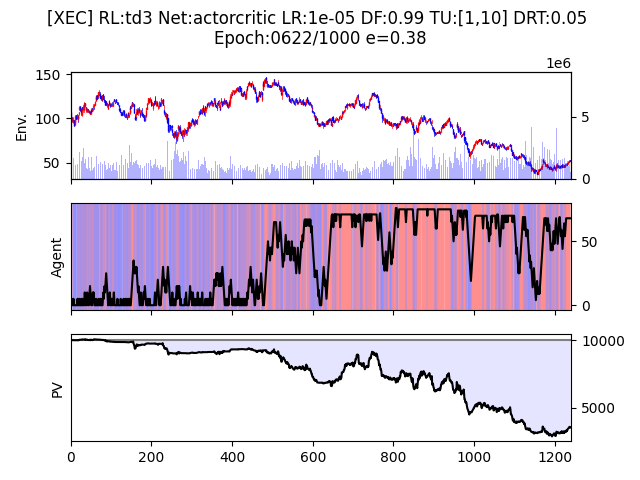 [XEC] RL:td3 Net:actorcritic LR:1e-05 DF:0.99 TU:[1,10] DRT:0.05
Epoch:0622/1000 e=0.38
1e6
150
100
50
Env.
5
0
Agent
50
0
PV
10000
5000
0 200 400 600 800 1000 1200